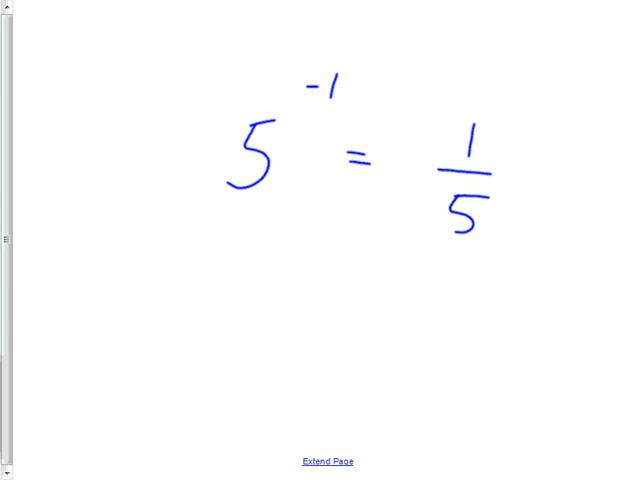 5⁻¹ = 1/5
Extend Page